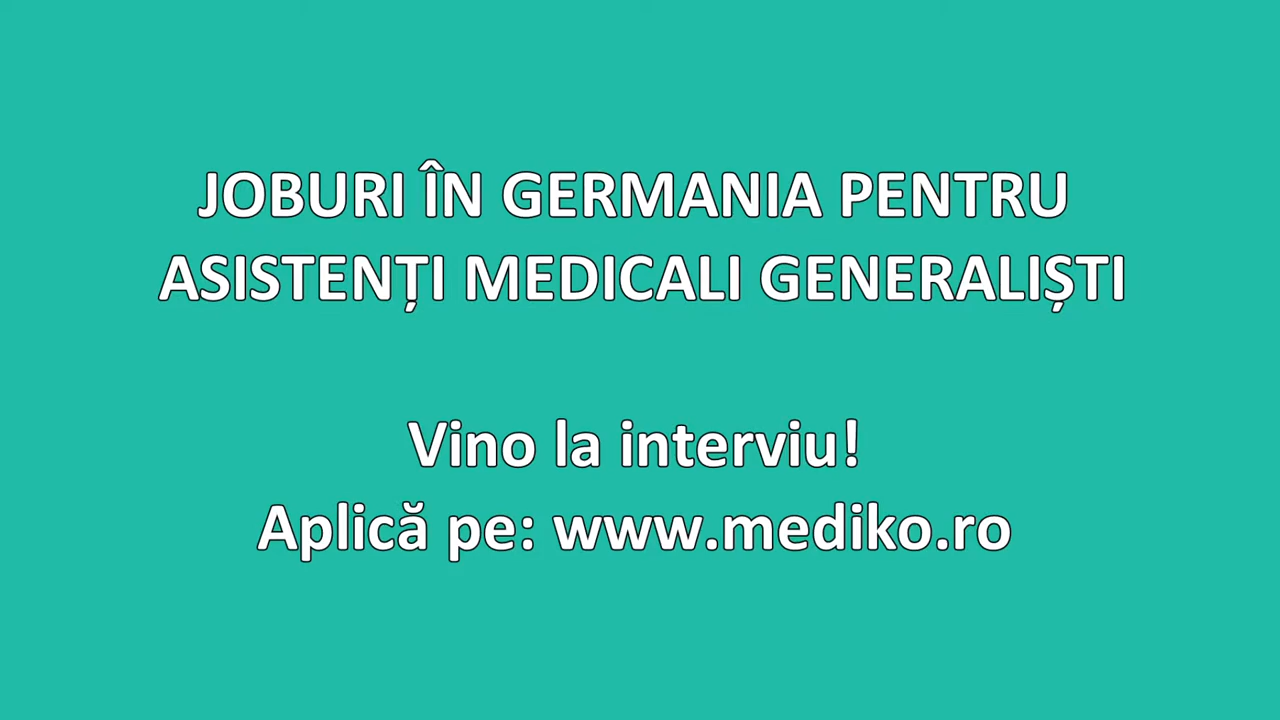 JOBURI ÎN GERMANIA PENTRU
ASISTENȚI MEDICALI GENERALIȘTI
Vino la interviu!
Aplică pe: www.mediko.ro